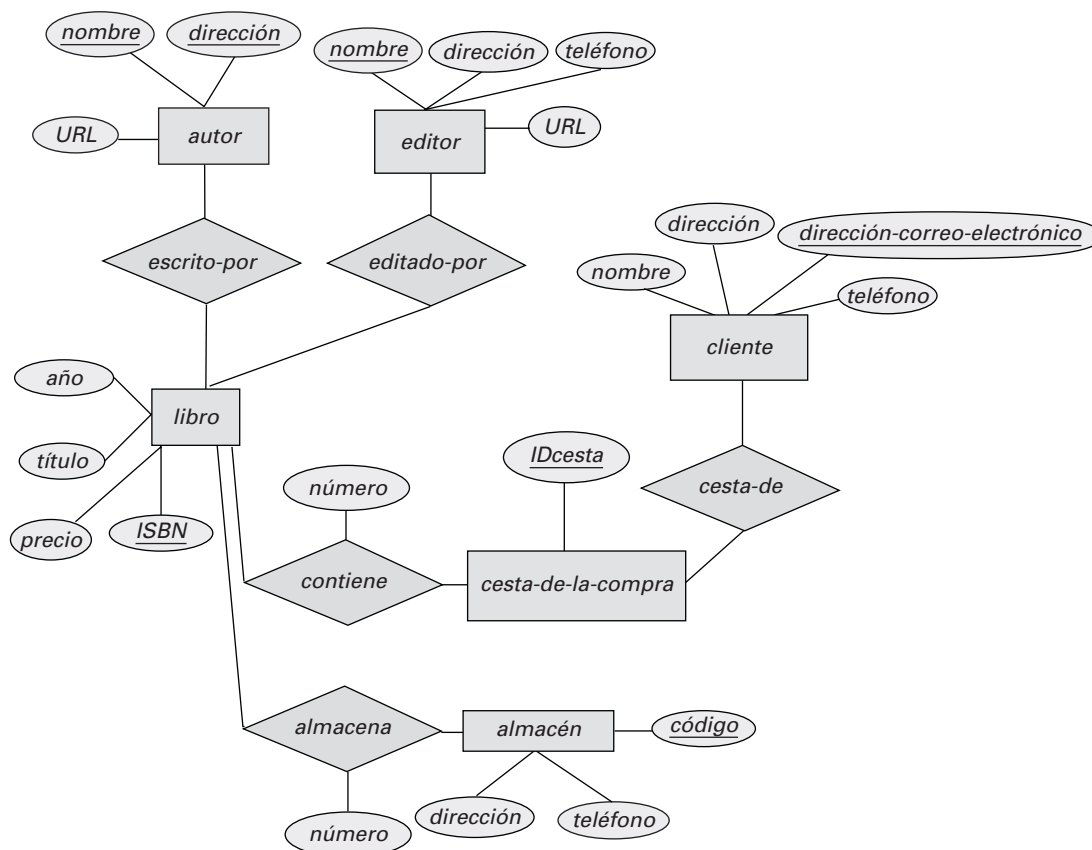 nombre
dirección
nombre
dirección
teléfono
URL
autor
editor
URL
escrito-por
editado-por
dirección
dirección-correo-electrónico
nombre
teléfono
cliente
año
libro
título
precio
ISBN
número
IDcesta
cesta-de
contiene
cesta-de-la-compra
almacena
almacén
código
número
dirección
teléfono